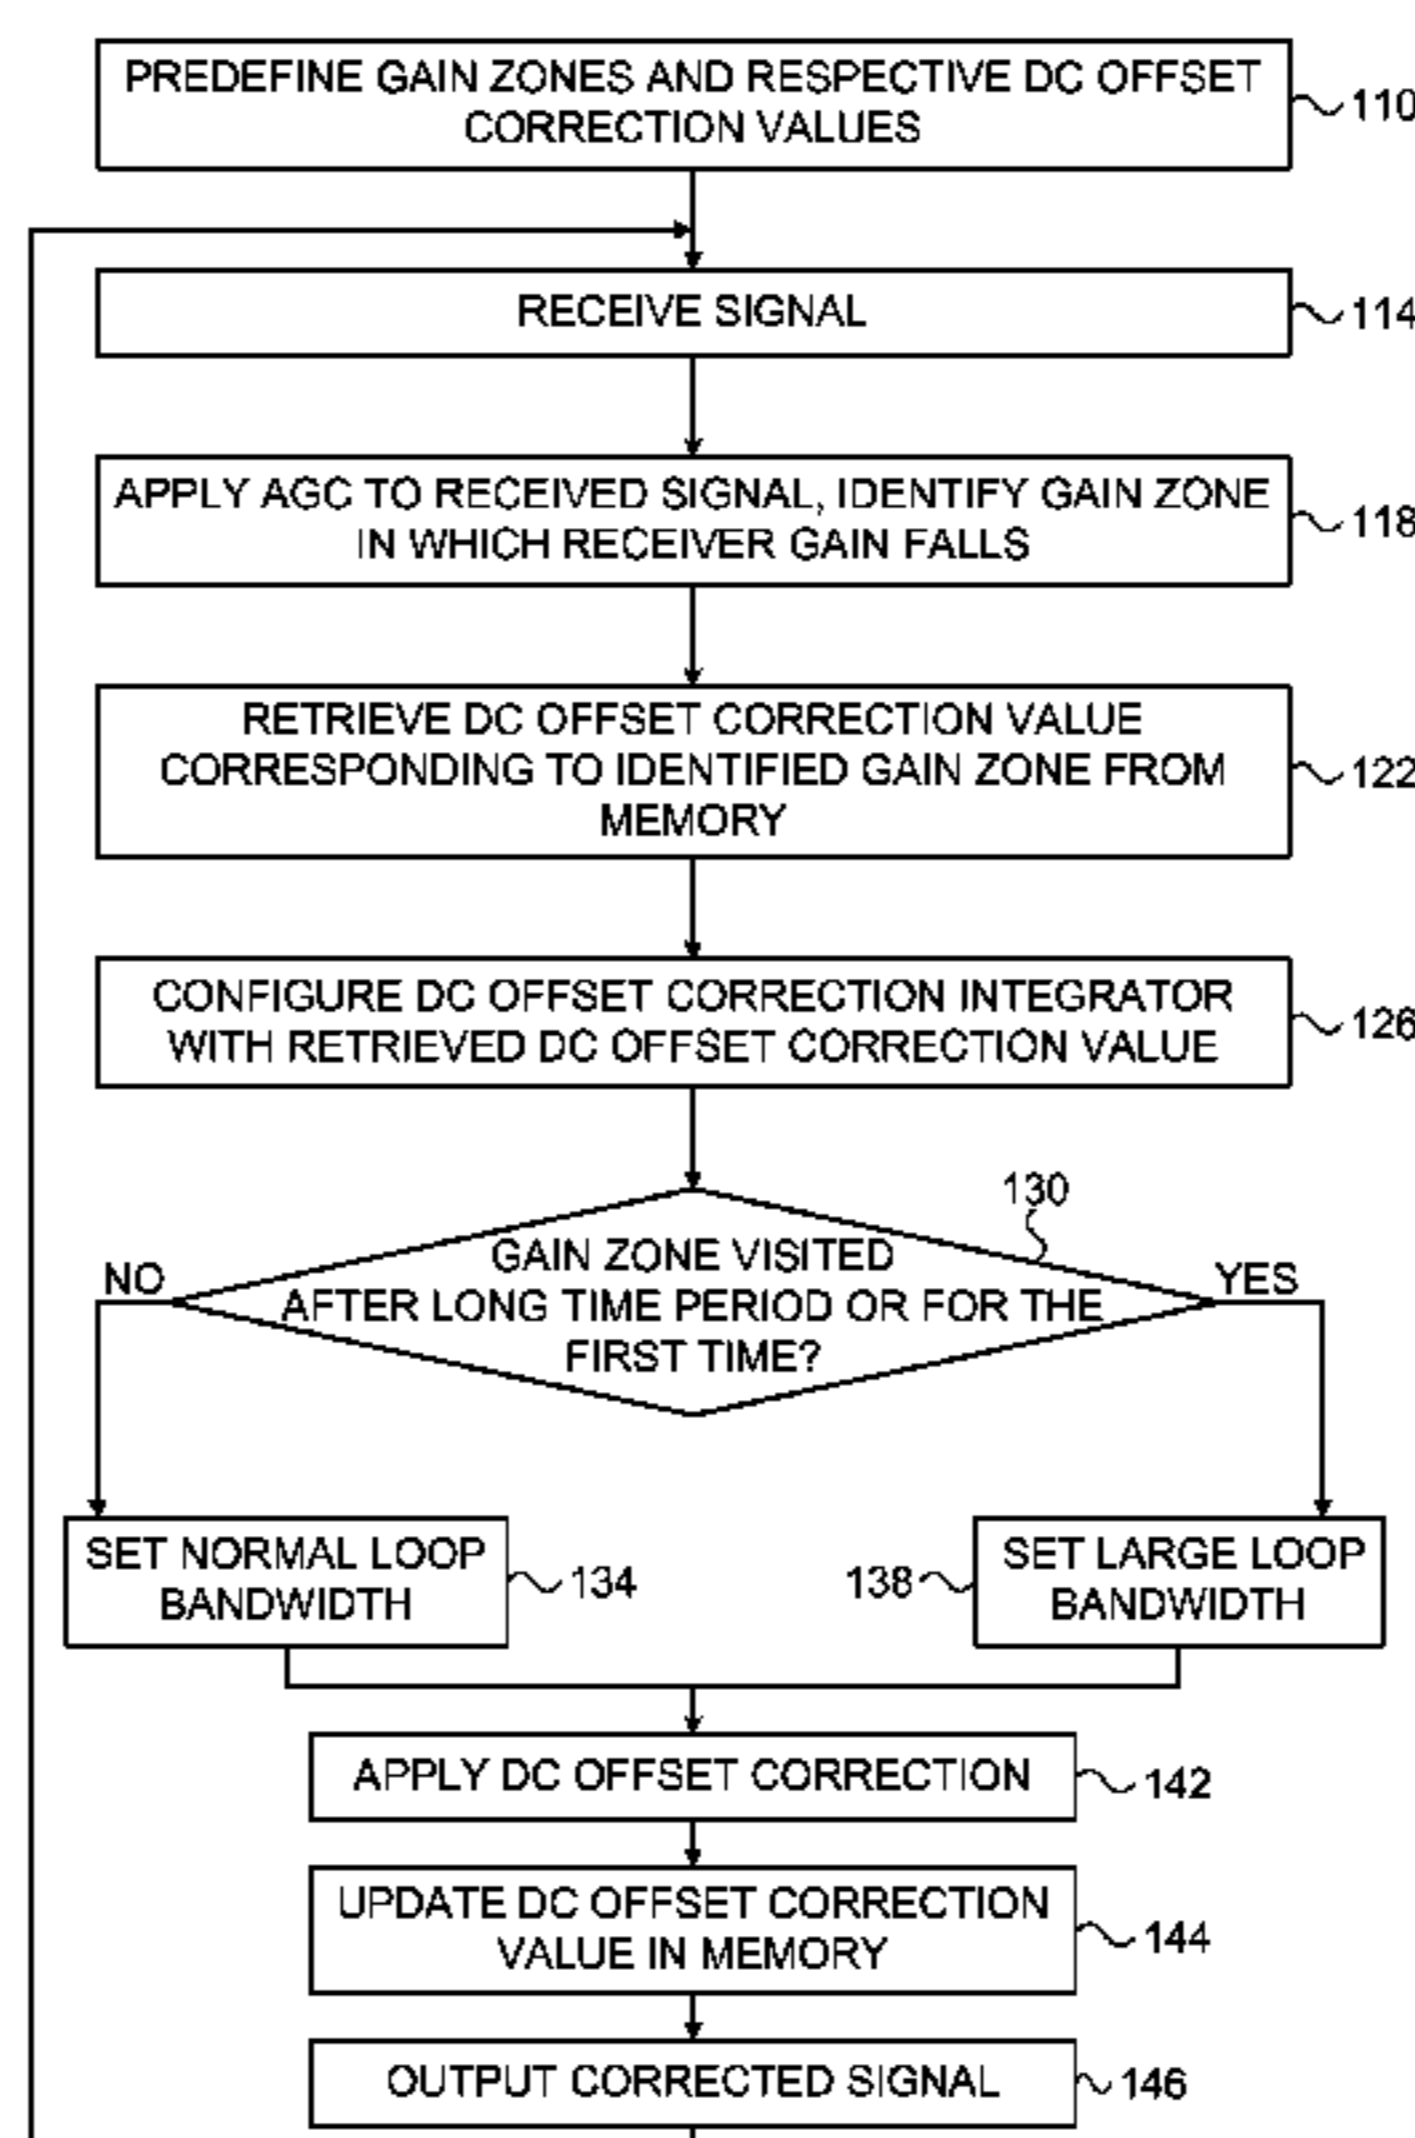 PREDEFINE GAIN ZONES AND RESPECTIVE DC OFFSET
CORRECTION VALUES
110
RECEIVE SIGNAL
114
APPLY AGC TO RECEIVED SIGNAL, IDENTIFY GAIN ZONE
IN WHICH RECEIVER GAIN FALLS
118
RETRIEVE DC OFFSET CORRECTION VALUE
CORRESPONDING TO IDENTIFIED GAIN ZONE FROM
MEMORY
122
CONFIGURE DC OFFSET CORRECTION INTEGRATOR
WITH RETRIEVED DC OFFSET CORRECTION VALUE
126
130
GAIN ZONE VISITED
AFTER LONG TIME PERIOD OR FOR THE
FIRST TIME?
NO
YES
SET NORMAL LOOP
BANDWIDTH
134
138
SET LARGE LOOP
BANDWIDTH
APPLY DC OFFSET CORRECTION
142
UPDATE DC OFFSET CORRECTION
VALUE IN MEMORY
144
OUTPUT CORRECTED SIGNAL
146